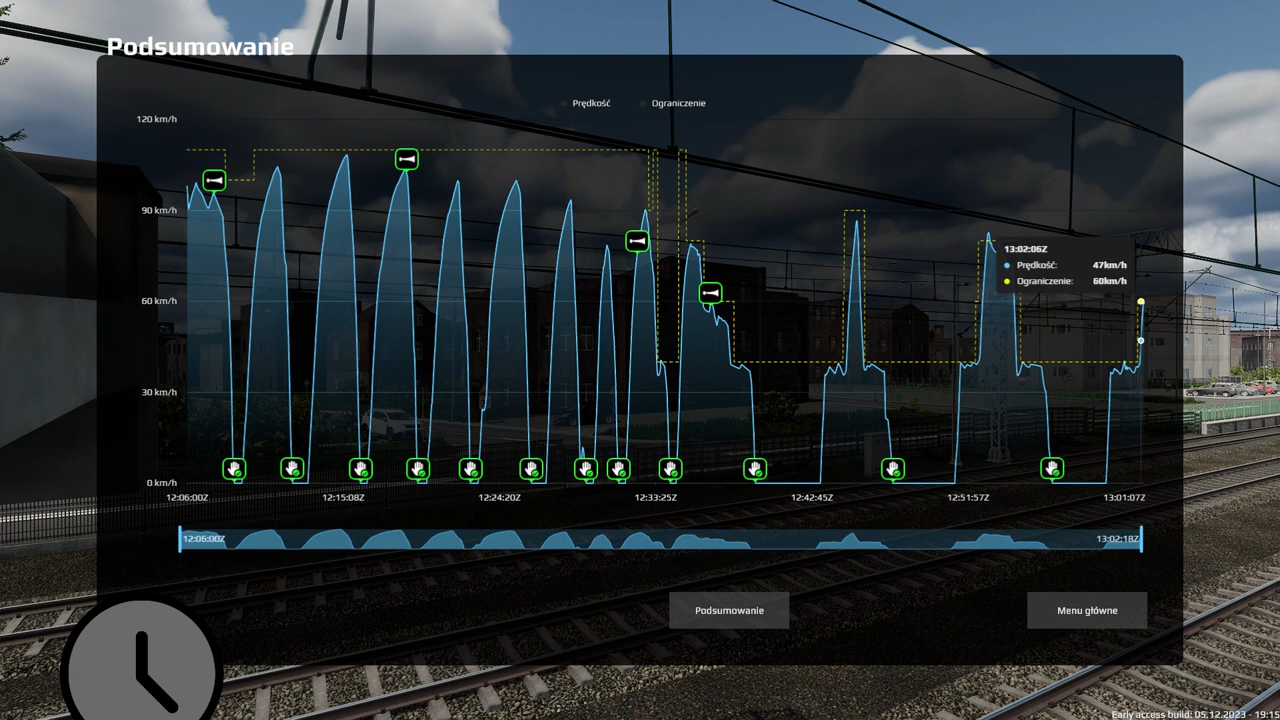 Podsumowanie
Prędkość Ograniczenie
120 km/h
90 km/h
60 km/h
30 km/h
0 km/h
13:02:06Z
Prędkość: 47km/h
Ograniczenie: 60km/h
12:06:00Z 12:15:08Z 12:24:20Z 12:33:25Z 12:42:45Z 12:51:57Z 13:01:07Z
12:06:00Z 13:02:18Z
Podsumowanie Menu główne
Early access build: 05.12.2023 - 19:15